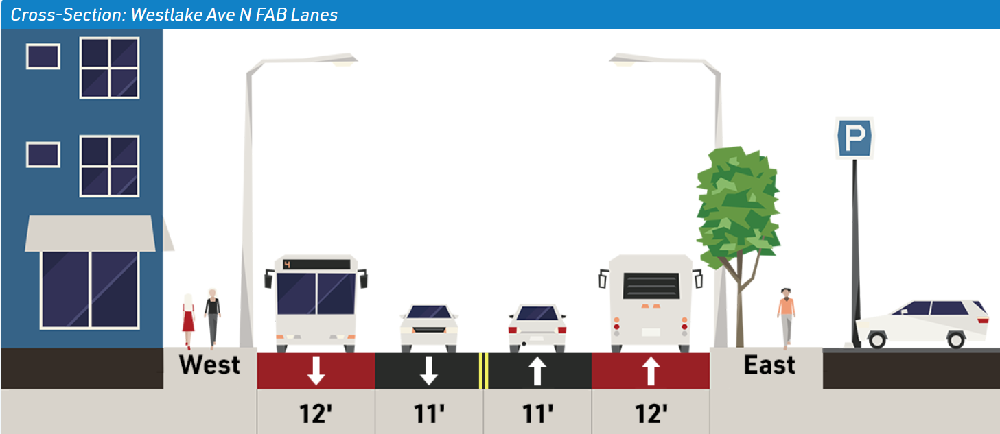 Cross-Section: Westlake Ave N FAB Lanes
P
4
West
East
12'
11'
11'
12'